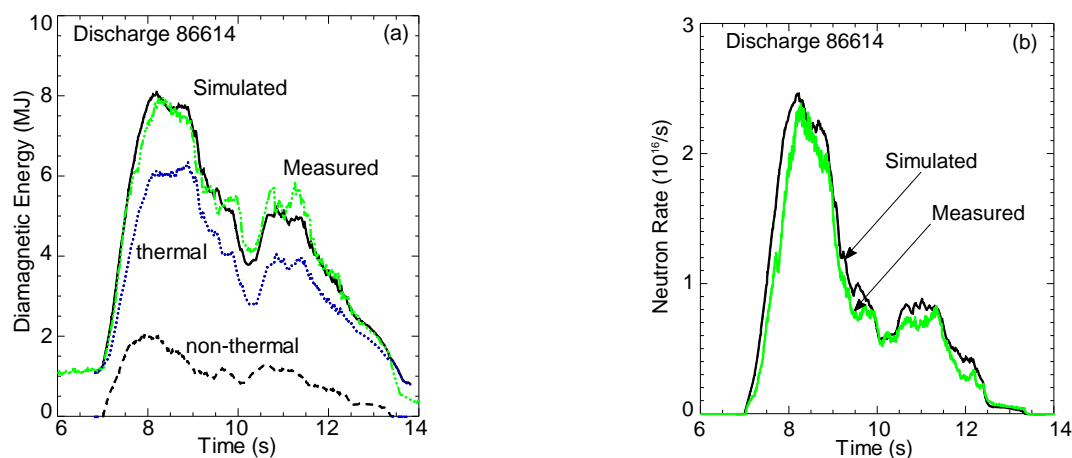 Discharge 86614
(a)
Simulated
Measured
thermal
non-thermal
Diamagnetic Energy (MJ)
10
8
6
4
2
0
6 8 10 12 14
Time (s)
Discharge 86614
(b)
Simulated
Measured
Neutron Rate (10¹⁶/s)
3
2
1
0
6 8 10 12 14
Time (s)